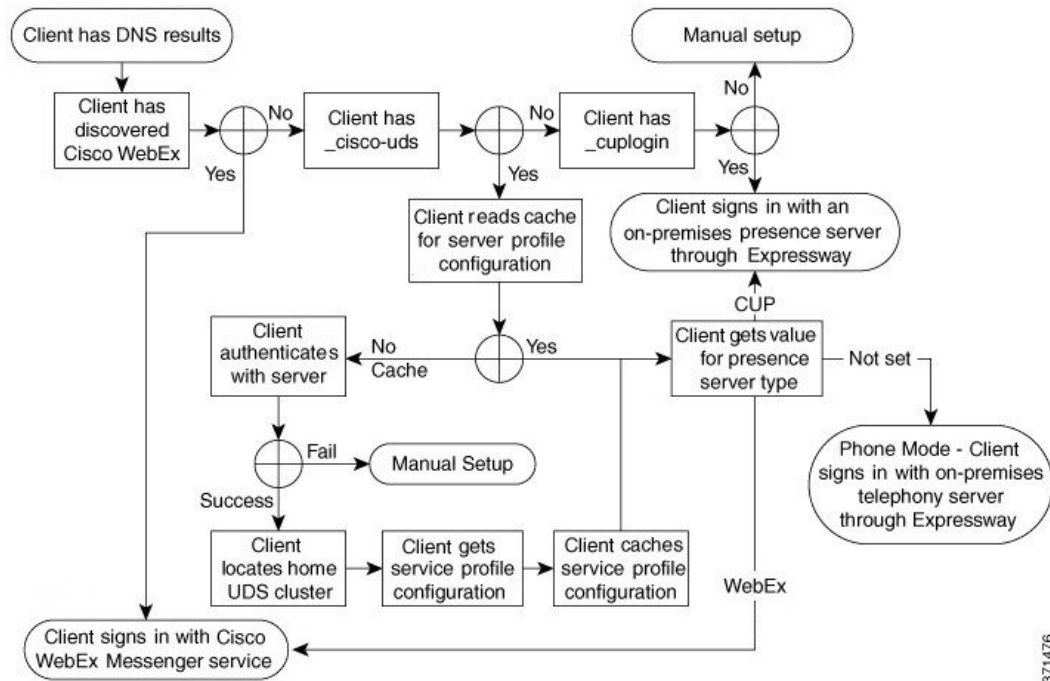 Client has DNS results
Manual setup
No
Client has
discovered
Cisco WebEx
No
Client has
_cisco-uds
No
Client has
_cuplogin
Yes
Yes
Yes
Client reads cache
for server profile
configuration
Client signs in with an
on-premises presence server
through Expressway
CUP
Client
authenticates
with server
No
Cache
Yes
Client gets value
for presence
server type
Not set
Fail
Manual Setup
Success
Phone Mode - Client
signs in with on-premises
telephony server
through Expressway
Client
locates home
UDS cluster
Client gets
service profile
configuration
Client caches
service profile
configuration
WebEx
Client signs in with Cisco
WebEx Messenger service
371476